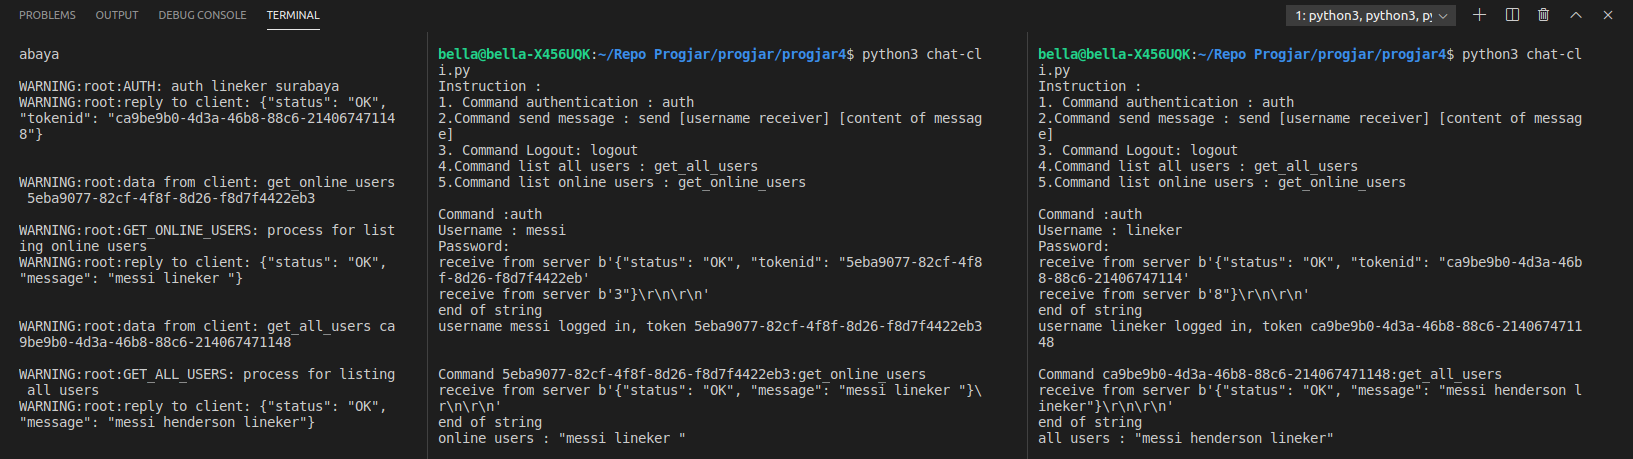 PROBLEMS OUTPUT DEBUG CONSOLE TERMINAL
1: python3, python3, py
abaya
WARNING:root:AUTH: auth lineker surabaya
WARNING:root:reply to client: {"status": "OK",
"tokenid": "ca9be9b0-4d3a-46b8-88c6-21406747114
8"}
WARNING:root:data from client: get_online_users
5eba9077-82cf-4f8f-8d26-f8d7f4422eb3
WARNING:root:GET_ONLINE_USERS: process for list
ing online users
WARNING:root:reply to client: {"status": "OK",
"message": "messi lineker "}
WARNING:root:data from client: get_all_users ca
9be9b0-4d3a-46b8-88c6-214067471148
WARNING:root:GET_ALL_USERS: process for listing
all users
WARNING:root:reply to client: {"status": "OK",
"message": "messi henderson lineker"}
bella@bella-X456UQK:~/Repo Progjar/progjar/progjar4$ python3 chat-cl
i.py
Instruction :
1. Command authentication : auth
2.Command send message : send [username receiver] [content of messag
e]
3. Command Logout: logout
4.Command list all users : get_all_users
5.Command list online users : get_online_users
Command :auth
Username : messi
Password:
receive from server b'{"status": "OK", "tokenid": "5eba9077-82cf-4f8
f-8d26-f8d7f4422eb'
receive from server b'3"}\r\n\r\n'
end of string
username messi logged in, token 5eba9077-82cf-4f8f-8d26-f8d7f4422eb3
Command 5eba9077-82cf-4f8f-8d26-f8d7f4422eb3:get_online_users
receive from server b'{"status": "OK", "message": "messi lineker "}\
r\n\r\n'
end of string
online users : "messi lineker "
bella@bella-X456UQK:~/Repo Progjar/progjar/progjar4$ python3 chat-cl
i.py
Instruction :
1. Command authentication : auth
2.Command send message : send [username receiver] [content of messag
e]
3. Command Logout: logout
4.Command list all users : get_all_users
5.Command list online users : get_online_users
Command :auth
Username : lineker
Password:
receive from server b'{"status": "OK", "tokenid": "ca9be9b0-4d3a-46b
8-88c6-21406747114'
receive from server b'8"}\r\n\r\n'
end of string
username lineker logged in, token ca9be9b0-4d3a-46b8-88c6-2140674711
48
Command ca9be9b0-4d3a-46b8-88c6-214067471148:get_all_users
receive from server b'{"status": "OK", "message": "messi henderson l
ineker"}\r\n\r\n'
end of string
all users : "messi henderson lineker"